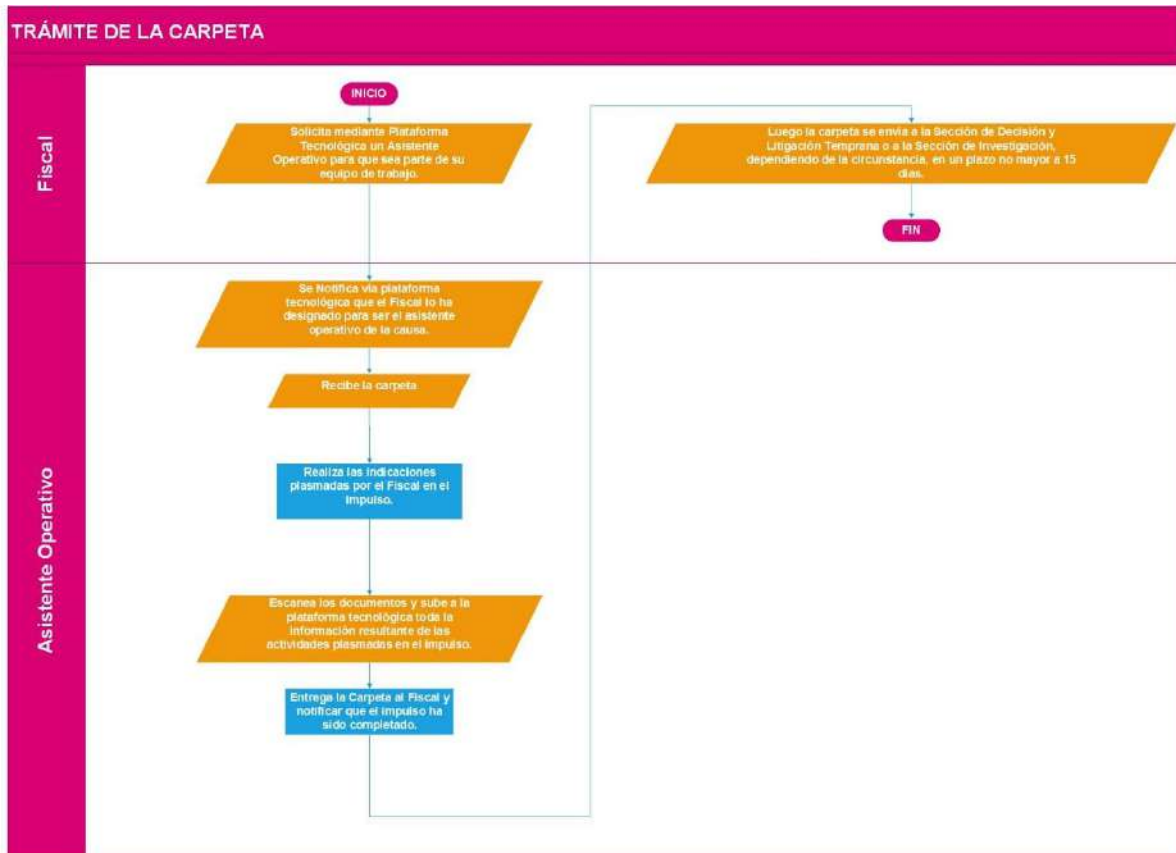 TRÁMITE DE LA CARPETA
Fiscal
INICIO
Solicita mediante Plataforma
Tecnológica un Asistente
Operativo para que sea parte de su
equipo de trabajo.
Luego la carpeta se envia a la Sección de Decisión y
Litigación Temprana o a la Sección de Investigación,
dependiendo de la circunstancia, en un plazo no mayor a 15
días.
FIN
Asistente Operativo
Se Notifica vía plataforma
tecnológica que el Fiscal lo ha
designado para ser el asistente
operativo de la causa.
Recibe la carpeta
Realiza las indicaciones
plasmadas por el Fiscal en el
impulso.
Escanea los documentos y sube a la
plataforma tecnológica toda la
información resultante de las
actividades plasmadas en el impulso.
Entrega la Carpeta al Fiscal y
notificar que el impulso ha
sido completado.